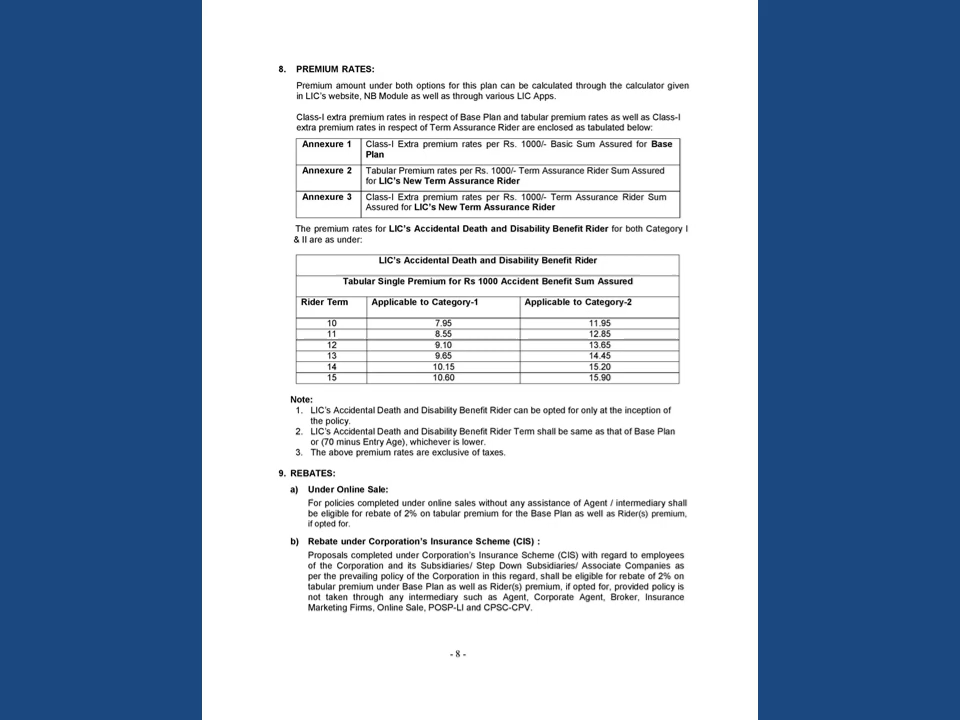 8. PREMIUM RATES:
Premium amount under both options for this plan can be calculated through the calculator given
in LIC's website, NB Module as well as through various LIC Apps.
Class-I extra premium rates in respect of Base Plan and tabular premium rates as well as Class-I
extra premium rates in respect of Term Assurance Rider are enclosed as tabulated below:
Annexure 1 Class-I Extra premium rates per Rs. 1000/- Basic Sum Assured for Base
Plan
Annexure 2 Tabular Premium rates per Rs. 1000/- Term Assurance Rider Sum Assured
for LIC's New Term Assurance Rider
Annexure 3 Class-I Extra premium rates per Rs. 1000/- Term Assurance Rider Sum
Assured for LIC's New Term Assurance Rider
The premium rates for LIC's Accidental Death and Disability Benefit Rider for both Category I
& II are as under:
LIC's Accidental Death and Disability Benefit Rider
Tabular Single Premium for Rs 1000 Accident Benefit Sum Assured
Rider Term Applicable to Category-1 Applicable to Category-2
10 7.95 11.95
11 8.55 12.85
12 9.10 13.65
13 9.65 14.45
14 10.15 15.20
15 10.60 15.90
Note:
1. LIC's Accidental Death and Disability Benefit Rider can be opted for only at the inception of
the policy.
2. LIC's Accidental Death and Disability Benefit Rider Term shall be same as that of Base Plan
or (70 minus Entry Age), whichever is lower.
3. The above premium rates are exclusive of taxes.
9. REBATES:
a) Under Online Sale:
For policies completed under online sales without any assistance of Agent / intermediary shall
be eligible for rebate of 2% on tabular premium for the Base Plan as well as Rider(s) premium,
if opted for.
b) Rebate under Corporation's Insurance Scheme (CIS) :
Proposals completed under Corporation's Insurance Scheme (CIS) with regard to employees
of the Corporation and its Subsidiaries/ Step Down Subsidiaries/ Associate Companies as
per the prevailing policy of the Corporation in this regard, shall be eligible for rebate of 2% on
tabular premium under Base Plan as well as Rider(s) premium, if opted for, provided policy is
not taken through any intermediary such as Agent, Corporate Agent, Broker, Insurance
Marketing Firms, Online Sale, POSP-LI and CPSC-CPV.
- 8 -